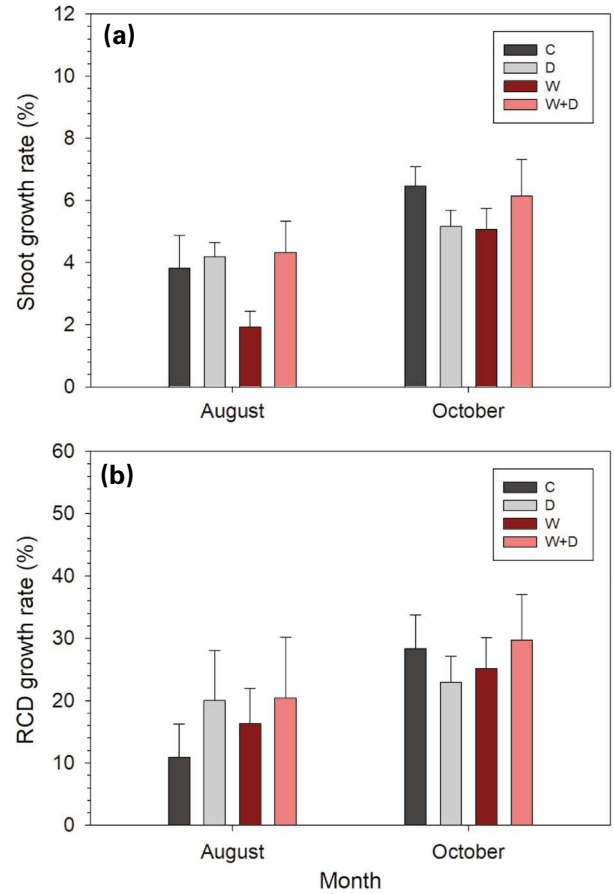 (a)
Shoot growth rate (%)
12
10
8
6
4
2
0
C
D
W
W+D
August
October
(b)
RCD growth rate (%)
60
50
40
30
20
10
0
C
D
W
W+D
August
October
Month